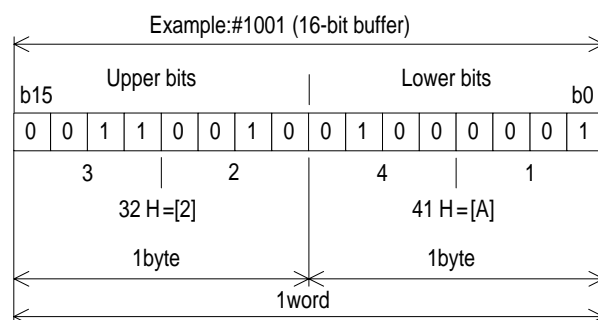 Example:#1001 (16-bit buffer)
Upper bits Lower bits
b15 b0
0 0 1 1 0 0 1 0 0 1 0 0 0 0 0 1
3 2 4 1
32 H=[2] 41 H=[A]
1byte 1byte
1word